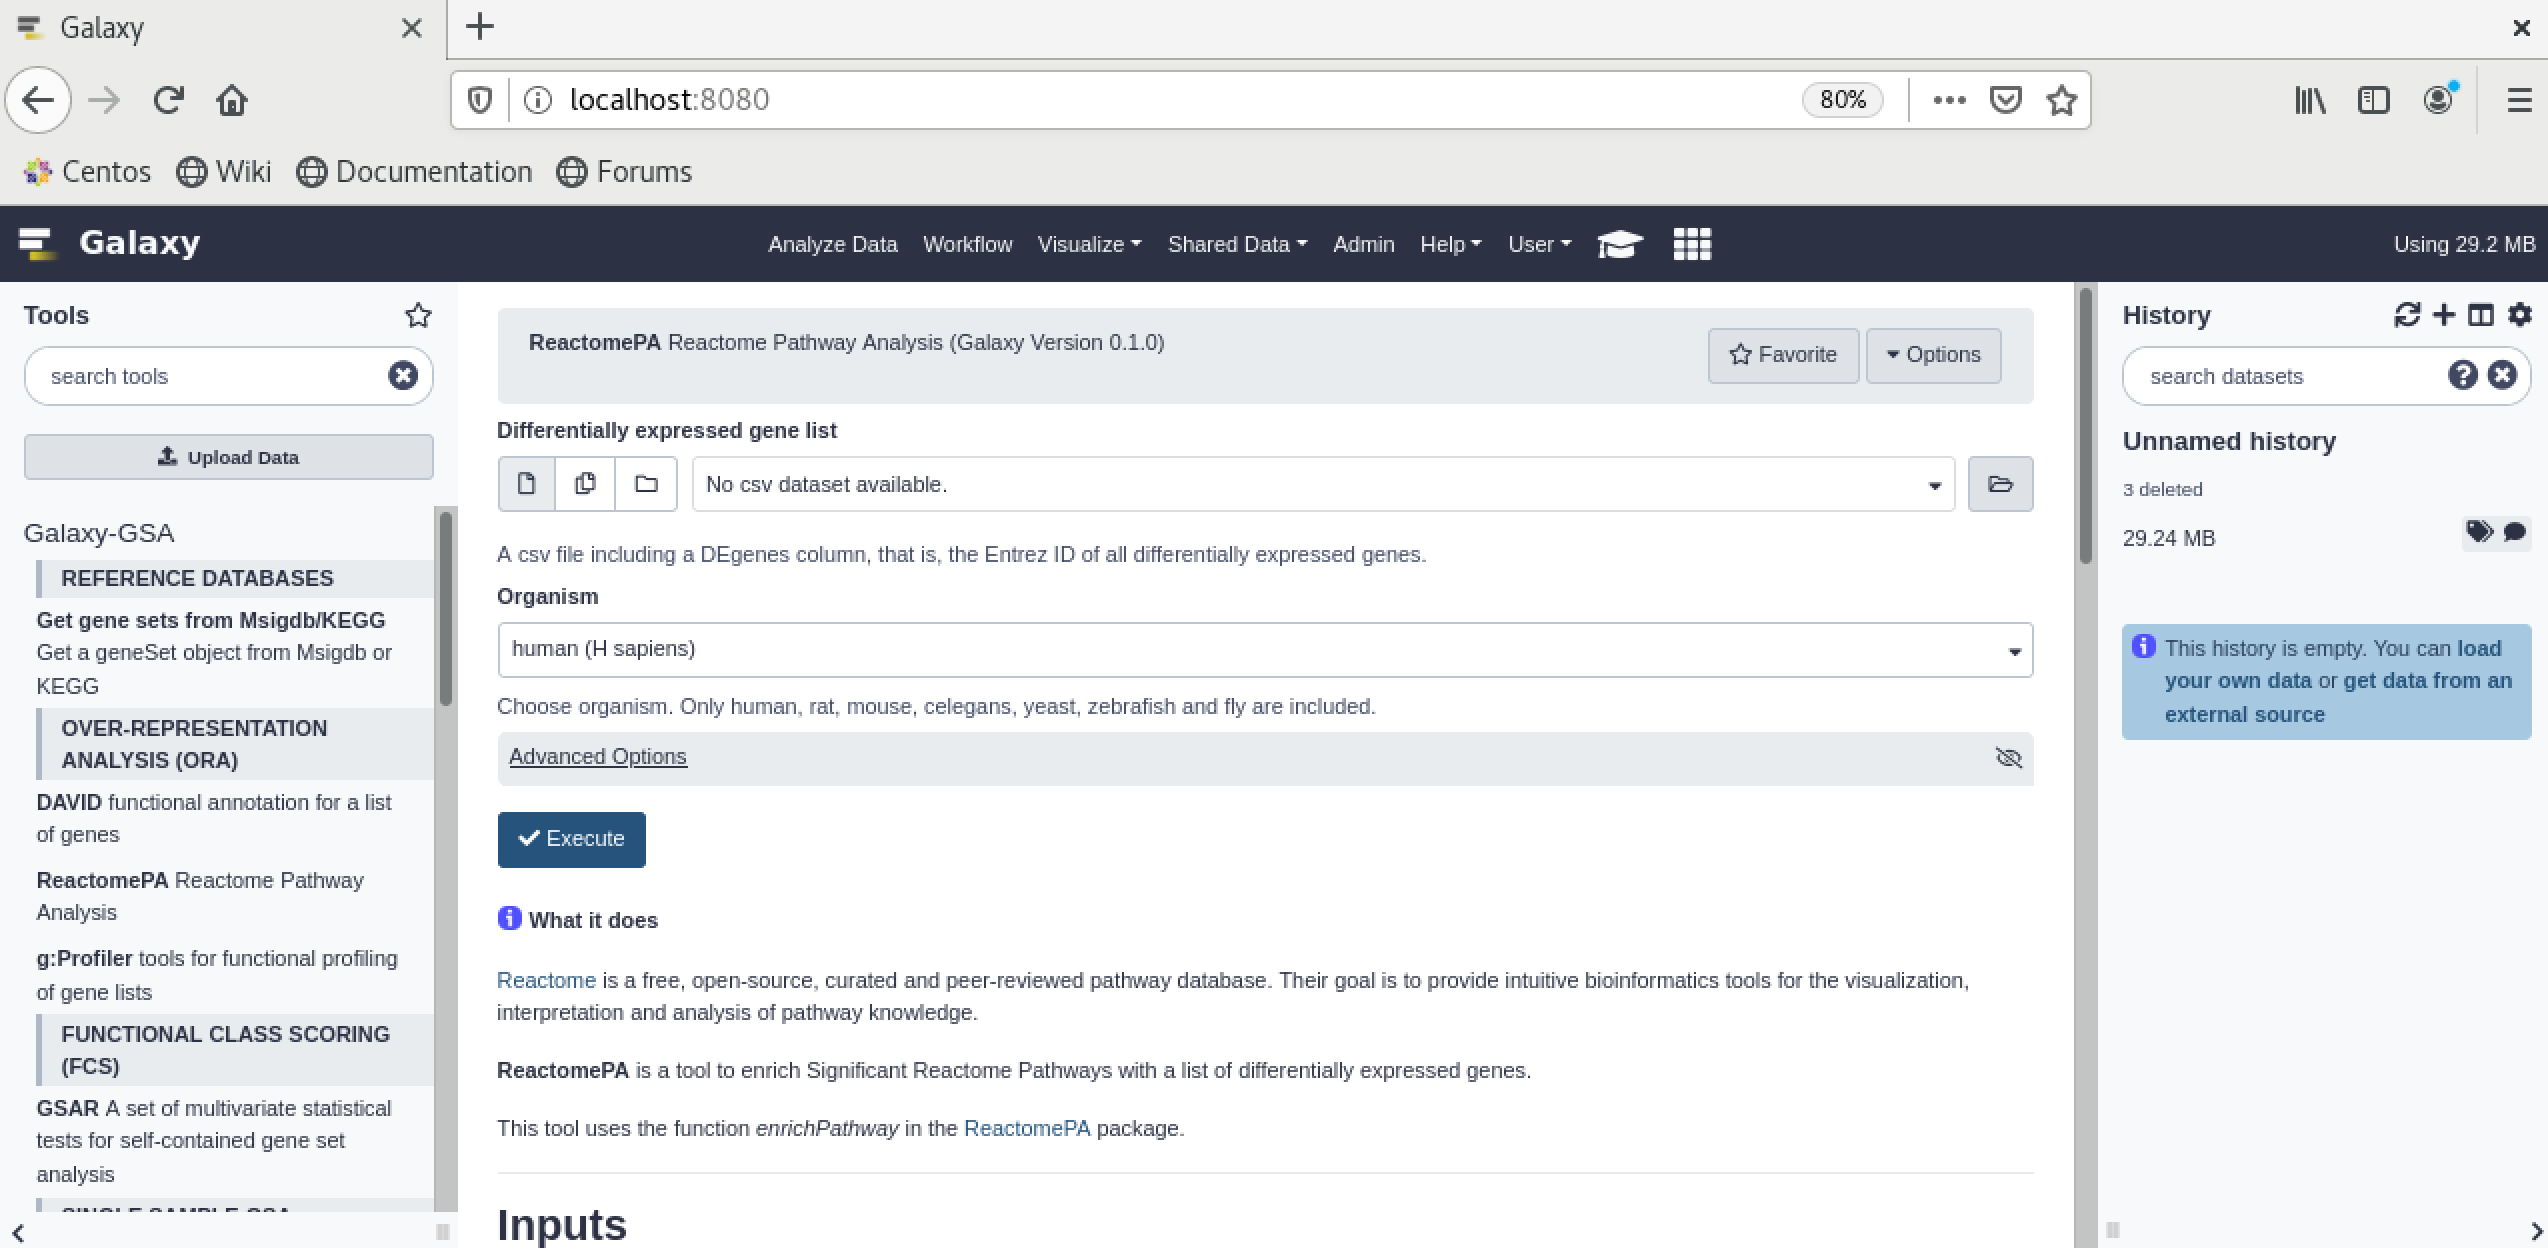 Galaxy
localhost:8080
80%
Centos
Wiki
Documentation
Forums
Galaxy
Analyze Data
Workflow
Visualize
Shared Data
Admin
Help
User
Using 29.2 MB
Tools
search tools
Upload Data
Galaxy-GSA
REFERENCE DATABASES
Get gene sets from Msigdb/KEGG
Get a geneSet object from Msigdb or
KEGG
OVER-REPRESENTATION
ANALYSIS (ORA)
DAVID functional annotation for a list
of genes
ReactomePA Reactome Pathway
Analysis
g:Profiler tools for functional profiling
of gene lists
FUNCTIONAL CLASS SCORING
(FCS)
GSAR A set of multivariate statistical
tests for self-contained gene set
analysis
ReactomePA Reactome Pathway Analysis (Galaxy Version 0.1.0)
Favorite
Options
Differentially expressed gene list
No csv dataset available.
A csv file including a DEgenes column, that is, the Entrez ID of all differentially expressed genes.
Organism
human (H sapiens)
Choose organism. Only human, rat, mouse, celegans, yeast, zebrafish and fly are included.
Advanced Options
Execute
What it does
Reactome is a free, open-source, curated and peer-reviewed pathway database. Their goal is to provide intuitive bioinformatics tools for the visualization,
interpretation and analysis of pathway knowledge.
ReactomePA is a tool to enrich Significant Reactome Pathways with a list of differentially expressed genes.
This tool uses the function enrichPathway in the ReactomePA package.
Inputs
History
search datasets
Unnamed history
3 deleted
29.24 MB
This history is empty. You can load
your own data or get data from an
external source